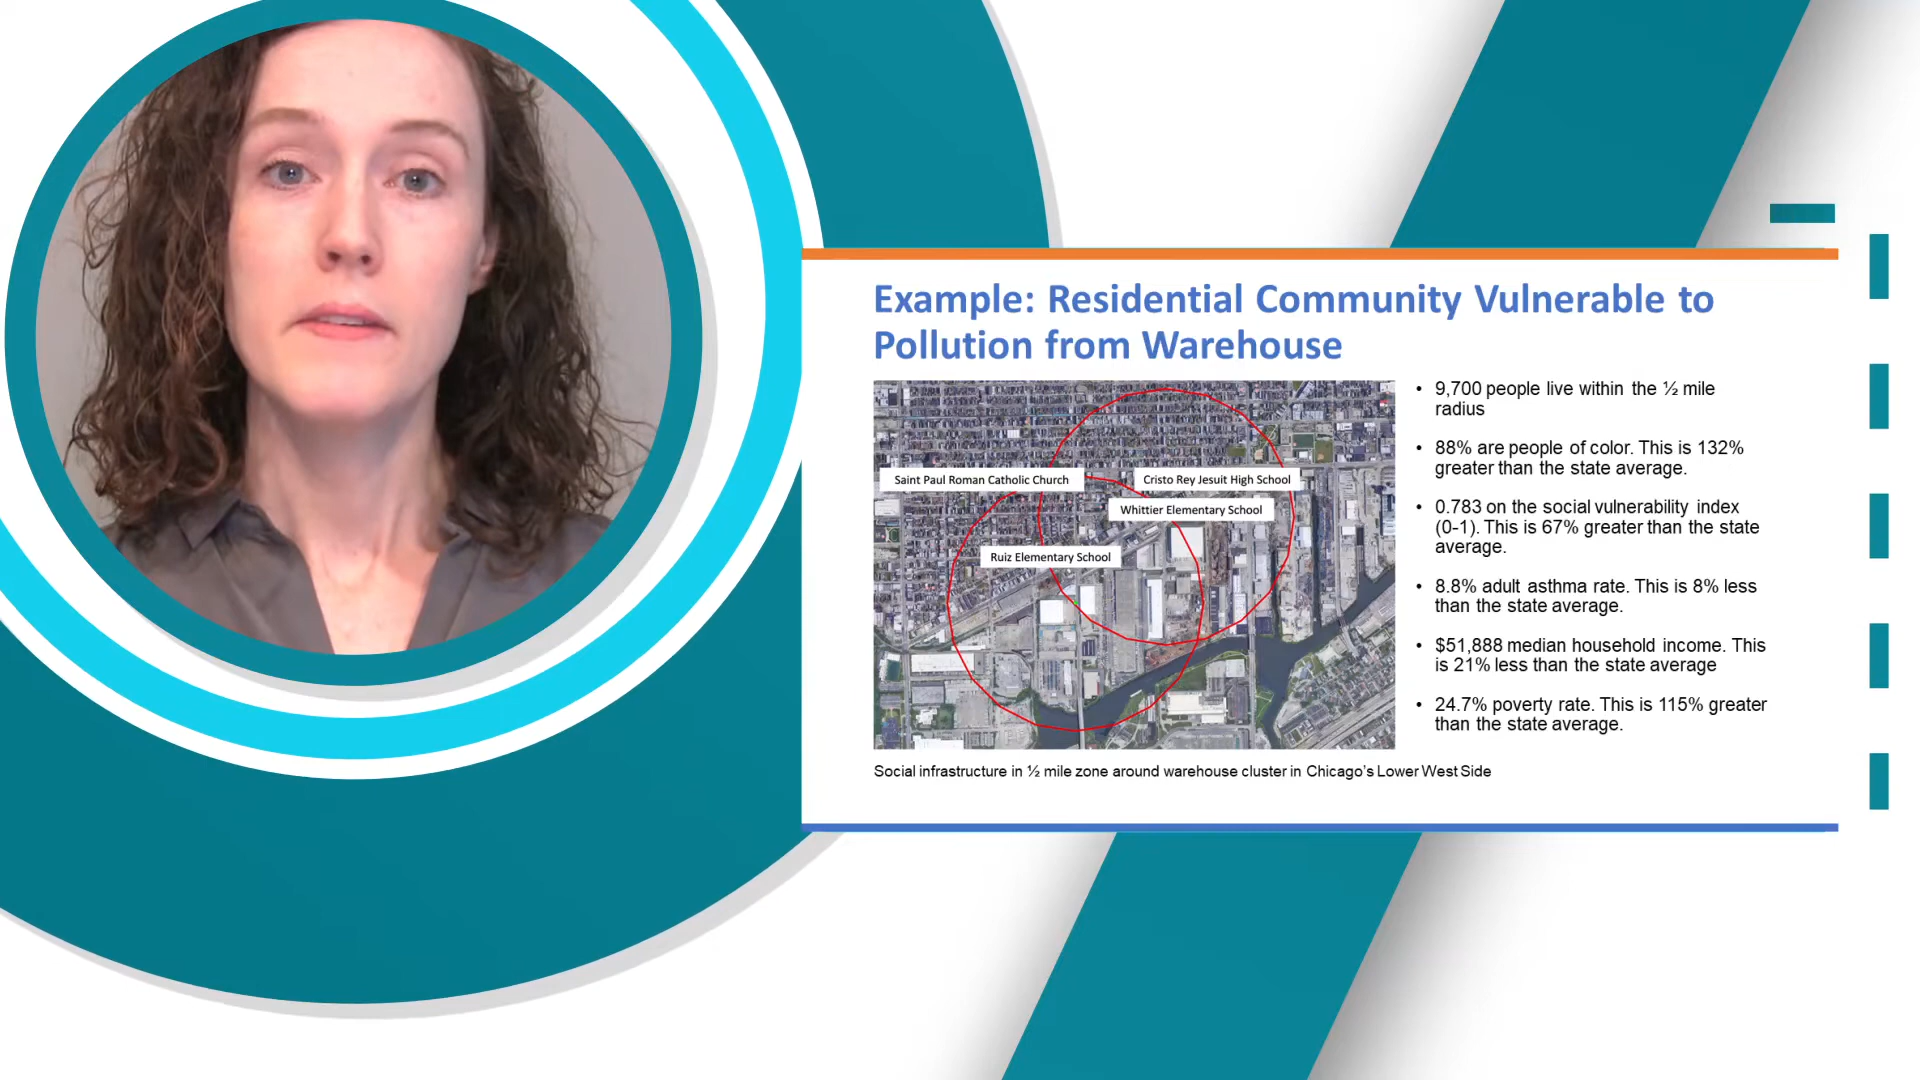 Example: Residential Community Vulnerable to
Pollution from Warehouse
Saint Paul Roman Catholic Church
Cristo Rey Jesuit High School
Whittier Elementary School
Ruiz Elementary School
• 9,700 people live within the ½ mile
radius
• 88% are people of color. This is 132%
greater than the state average.
• 0.783 on the social vulnerability index
(0-1). This is 67% greater than the state
average.
• 8.8% adult asthma rate. This is 8% less
than the state average.
• $51,888 median household income. This
is 21% less than the state average
• 24.7% poverty rate. This is 115% greater
than the state average.
Social infrastructure in ½ mile zone around warehouse cluster in Chicago's Lower West Side